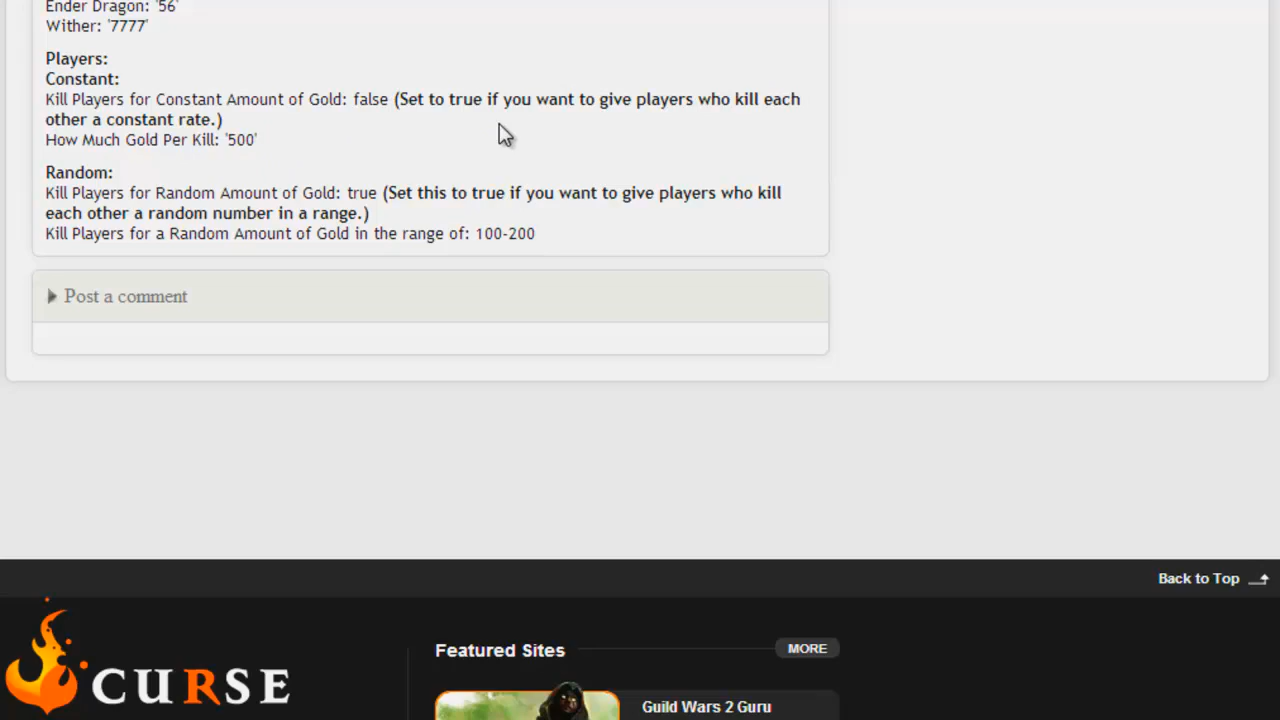 Ender Dragon: '56'
Wither: '7777'
Players:
Constant:
Kill Players for Constant Amount of Gold: false (Set to true if you want to give players who kill each
other a constant rate.)
How Much Gold Per Kill: '500'
Random:
Kill Players for Random Amount of Gold: true (Set this to true if you want to give players who kill
each other a random number in a range.)
Kill Players for a Random Amount of Gold in the range of: 100-200
Post a comment
Back to Top
CURSE
Featured Sites
MORE
Guild Wars 2 Guru